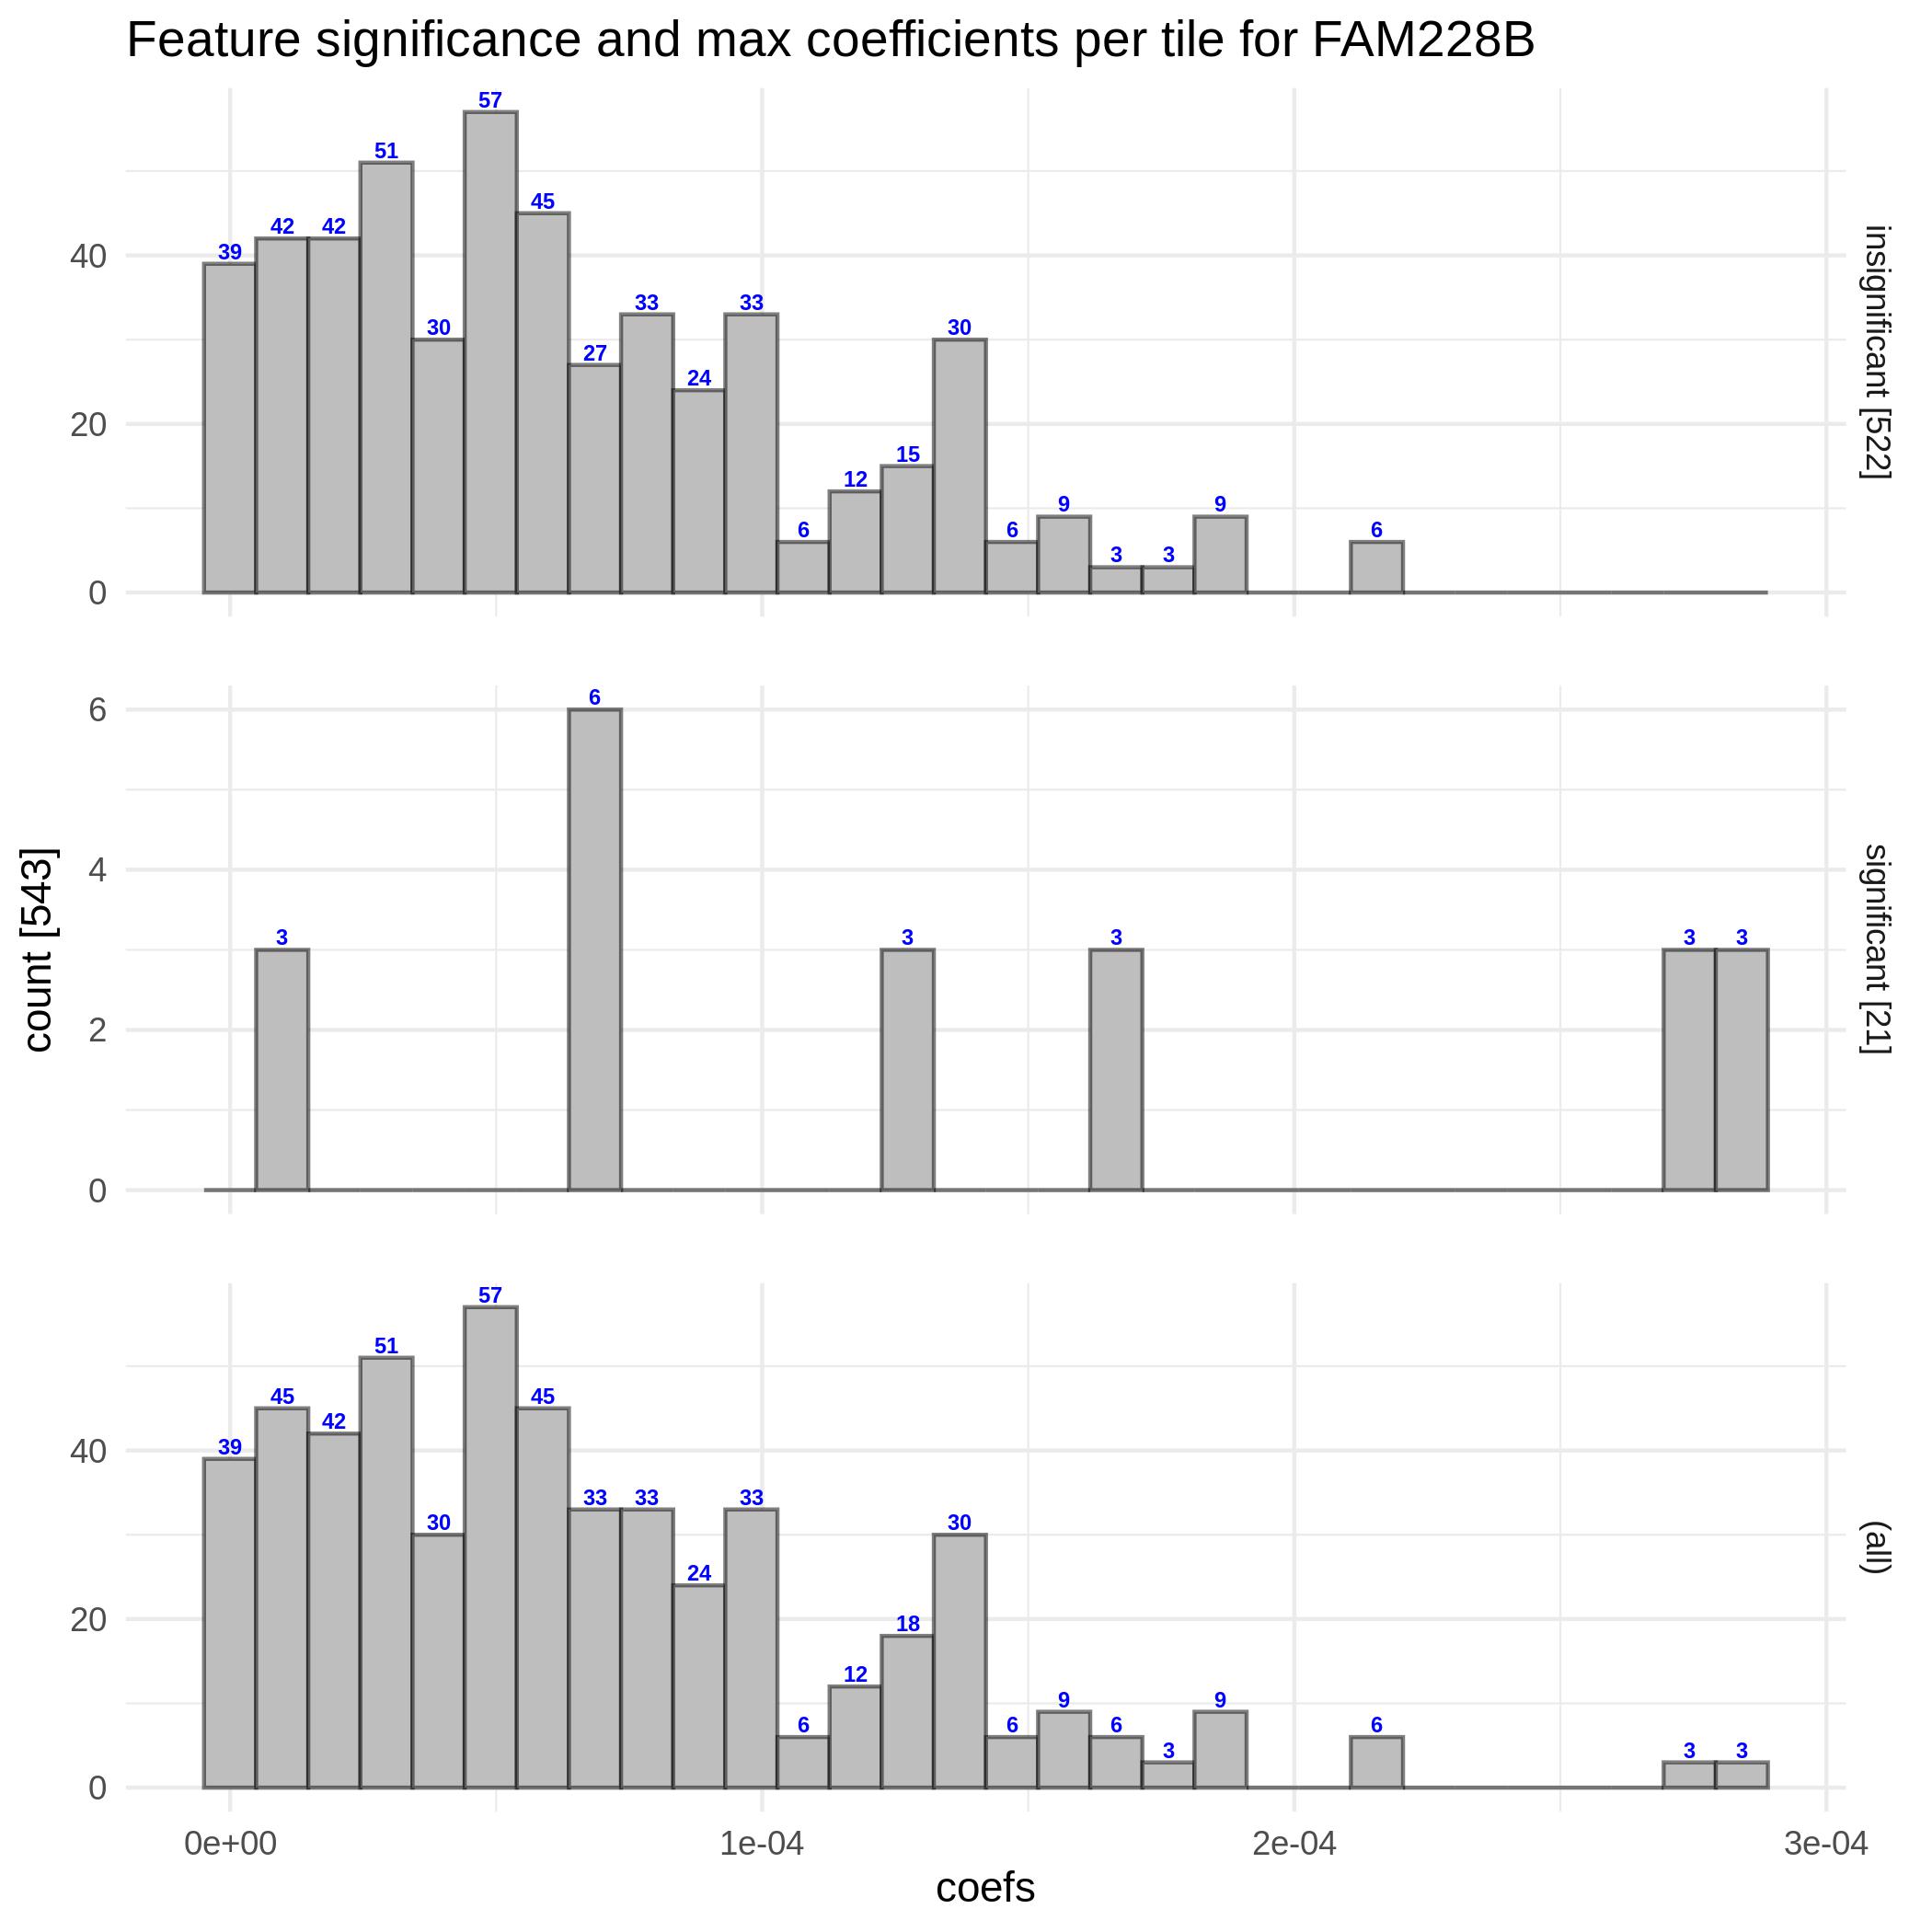 Feature significance and max coefficients per tile for FAM228B
57
51
45
42 42
39
33 33
30 30
27
24
15
12
9 9
6 6 6
3 3
40
20
0
insignificant [522]
6
3 3 3 3 3
6
4
2
0
significant [21]
count [543]
57
51
45 45
42
39
33 33 33
30 30
24
18
12
9 9
6 6 6 6
3 3 3
40
20
0
(all)
0e+00 1e-04 2e-04 3e-04
coefs